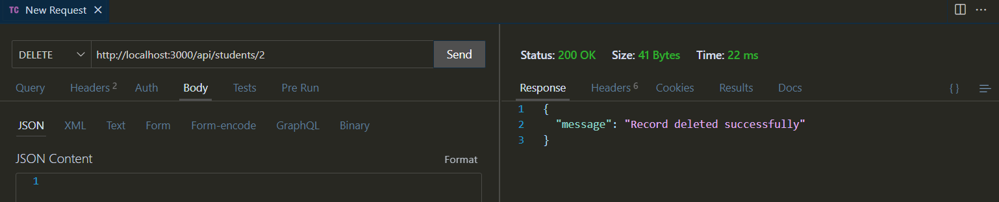 TC New Request
DELETE http://localhost:3000/api/students/2 Send
Query Headers 2 Auth Body Tests Pre Run
JSON XML Text Form Form-encode GraphQL Binary
JSON Content Format
1
Status: 200 OK Size: 41 Bytes Time: 22 ms
Response Headers 6 Cookies Results Docs { }
1 {
2 "message": "Record deleted successfully"
3 }